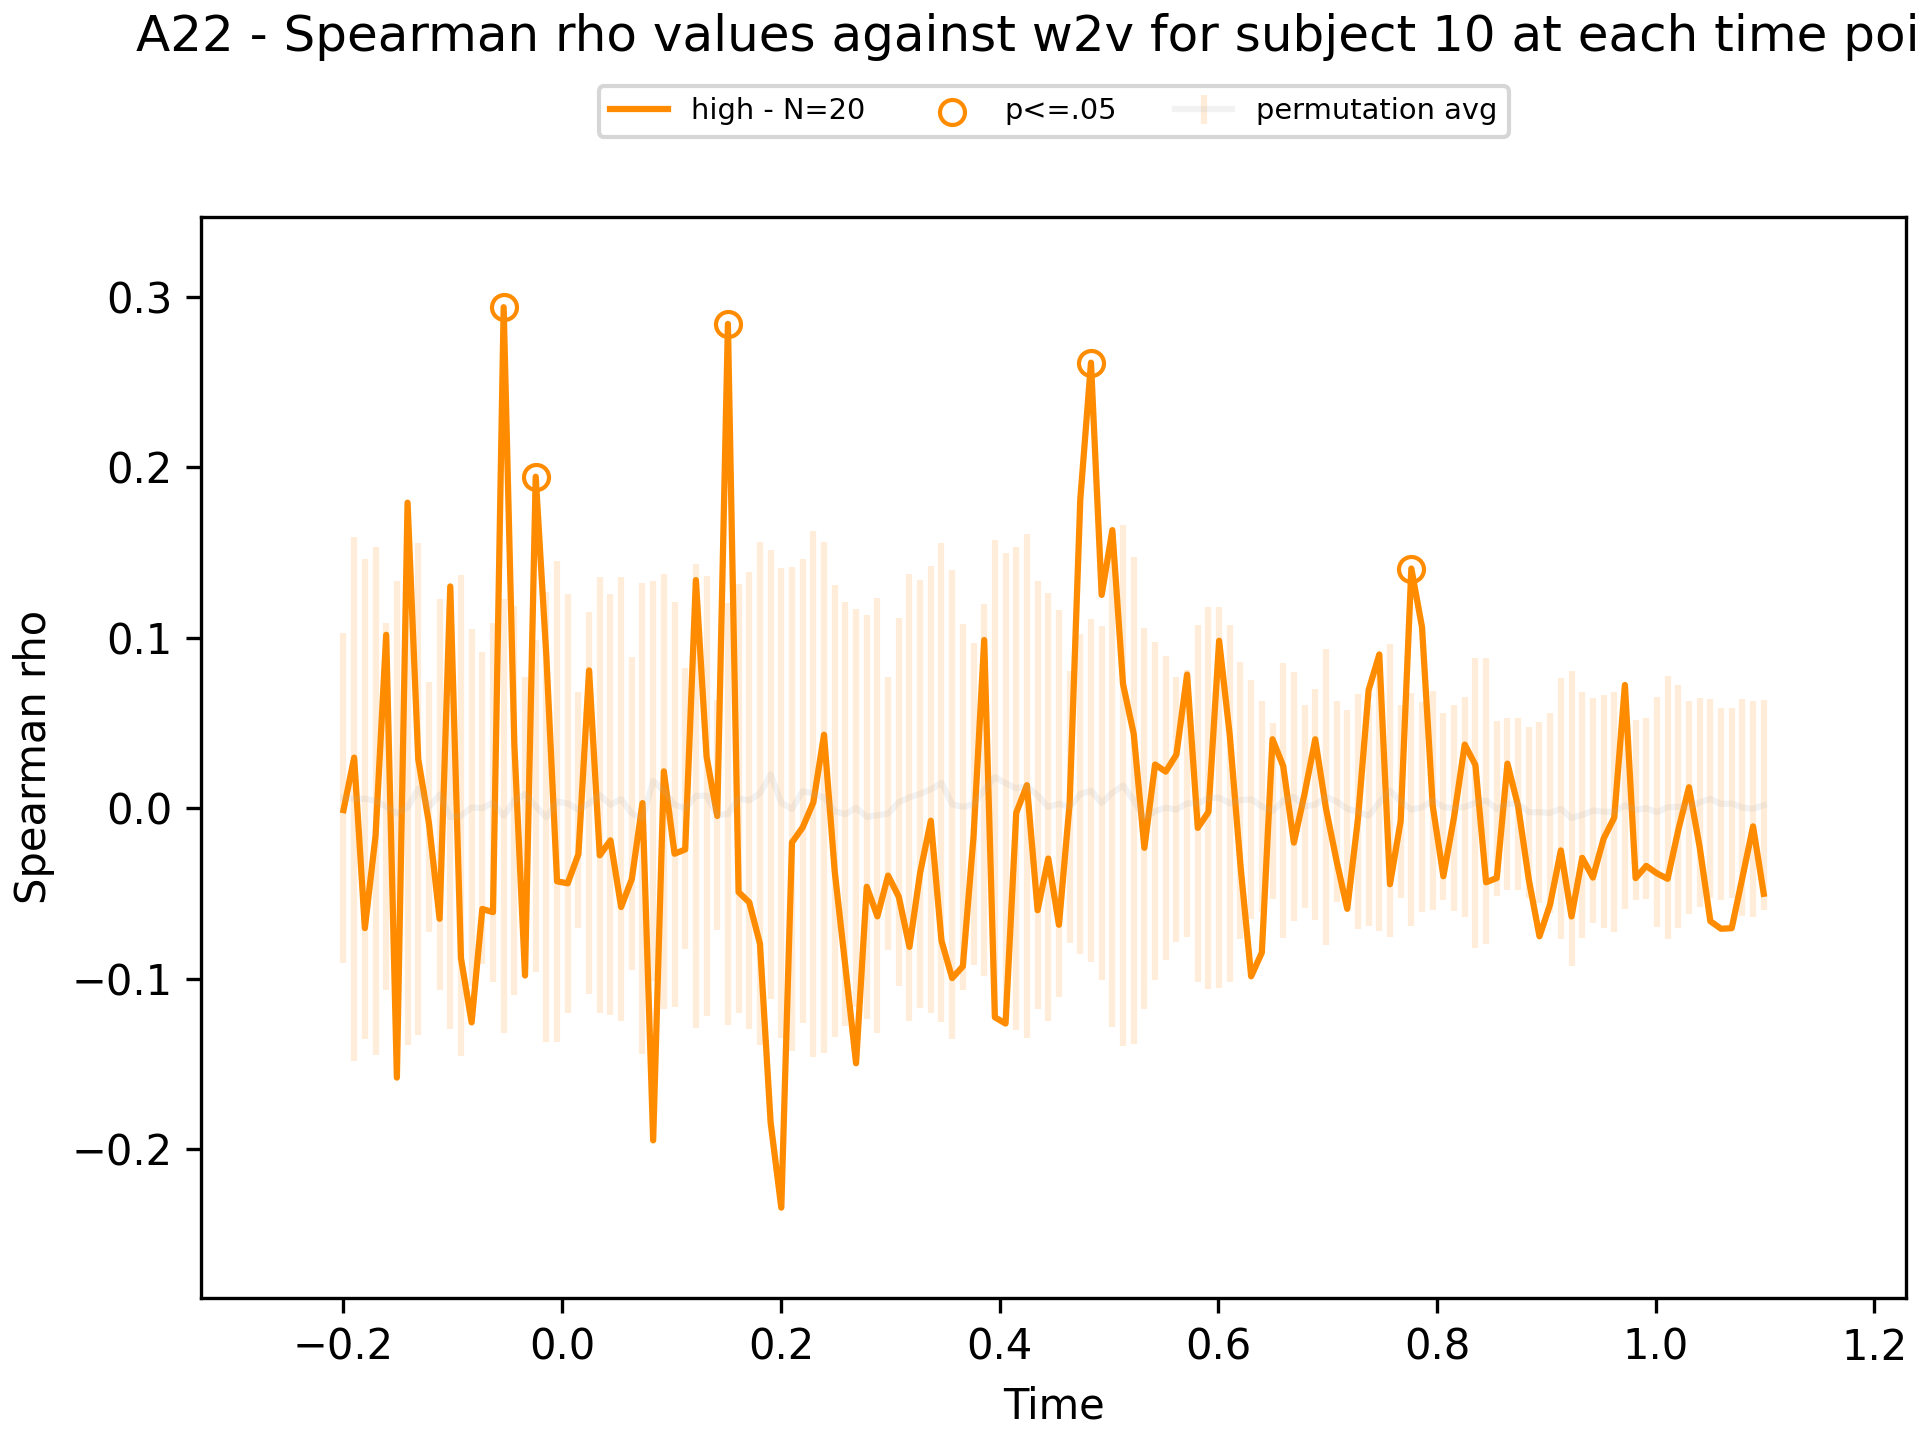 A22 - Spearman rho values against w2v for subject 10 at each time poi
high - N=20
p<=.05
permutation avg
0.3
0.2
0.1
0.0
−0.1
−0.2
Spearman rho
−0.2
0.0
0.2
0.4
0.6
0.8
1.0
1.2
Time